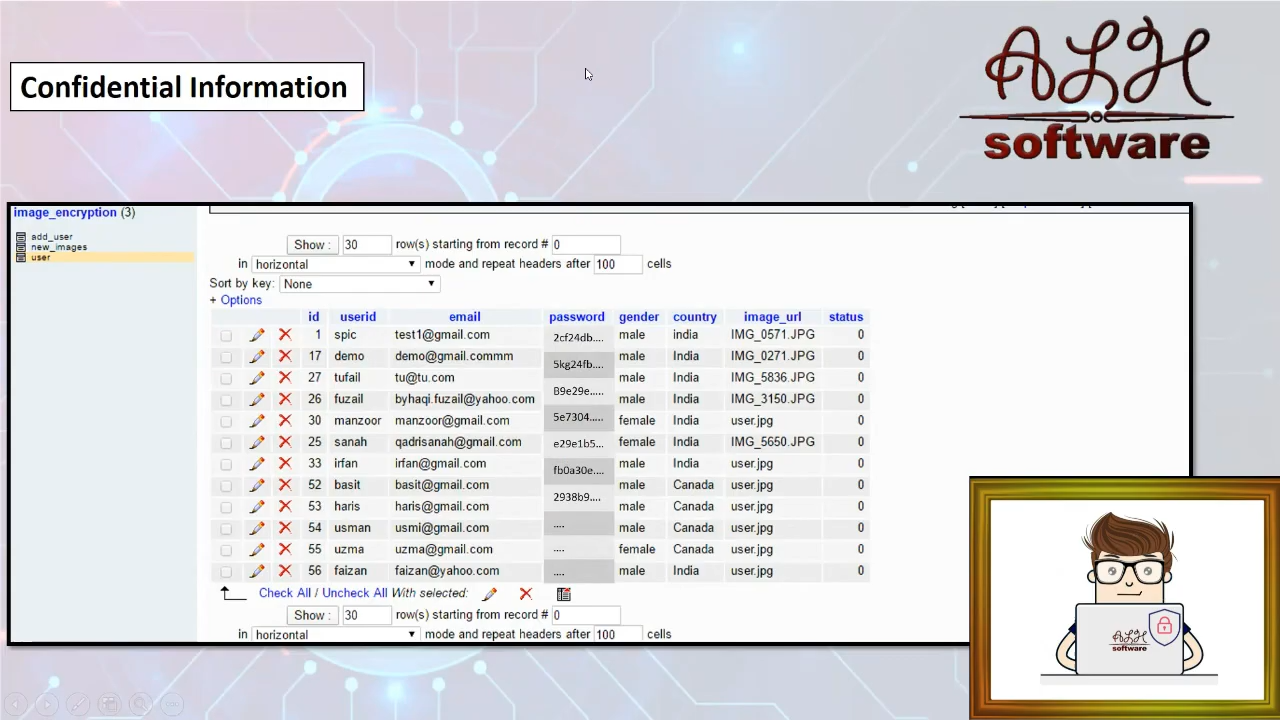 Confidential Information
ALH
software
image_encryption (3)
add_user
new_images
user
Show : 30 row(s) starting from record # 0
in horizontal mode and repeat headers after 100 cells
Sort by key: None
+ Options
id userid email password gender country image_url status
1 spic test1@gmail.com 2cf24db.... male india IMG_0571.JPG 0
17 demo demo@gmail.commm 5kg24fb.... male India IMG_0271.JPG 0
27 tufail tu@tu.com B9e29e..... male India IMG_5836.JPG 0
26 fuzail byhaqi.fuzail@yahoo.com 5e7304..... male India IMG_3150.JPG 0
30 manzoor manzoor@gmail.com e29e1b5... female India user.jpg 0
25 sanah qadrisanah@gmail.com fb0a30e.... female India IMG_5650.JPG 0
33 irfan irfan@gmail.com 2938b9.... male India user.jpg 0
52 basit basit@gmail.com .... male Canada user.jpg 0
53 haris haris@gmail.com .... male Canada user.jpg 0
54 usman usmi@gmail.com .... male Canada user.jpg 0
55 uzma uzma@gmail.com female Canada user.jpg 0
56 faizan faizan@yahoo.com male India user.jpg 0
Check All / Uncheck All With selected:
Show : 30 row(s) starting from record # 0
in horizontal mode and repeat headers after 100 cells
ALH
software